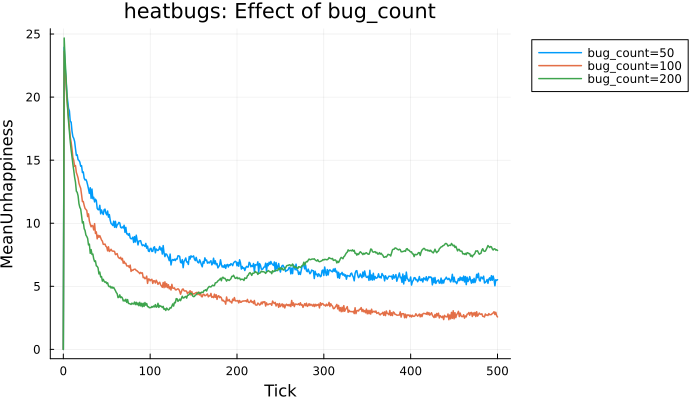 heatbugs: Effect of bug_count
MeanUnhappiness
25
20
15
10
5
0
0 100 200 300 400 500
Tick
bug_count=50
bug_count=100
bug_count=200